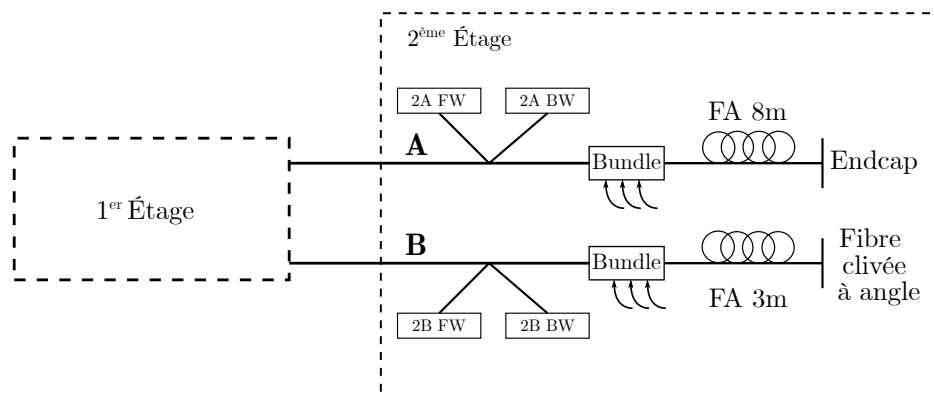 2ème Étage
2A FW
2A BW
FA 8m
A
Bundle
Endcap
1er Étage
B
Bundle
Fibre
clivée
à angle
FA 3m
2B FW
2B BW